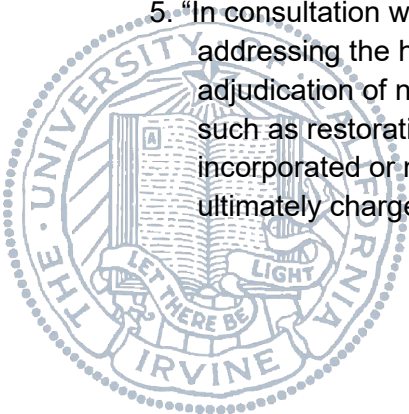 5. “In consultation w
addressing the h
adjudication of n
such as restorati
incorporated or r
ultimately charge
THE · UNIVERSITY OF CALIFORNIA
A
LET THERE BE LIGHT
IRVINE